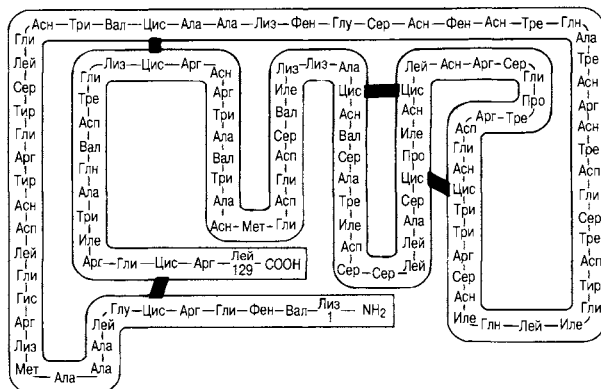 Асн–Три–Вал–Цис–Ала–Ала–Лиз–Фен–Глу–Сер–Асн–Фен–Асн–Тре–Глн
Гли
Лей
Сер
Тир
Гли
Арг
Тир
Асн
Асп
Лей
Гли
Гис
Арг
Лиз
Мет
Ала
Ала
Ала
Лей
Глу–Цис–Арг–Гли–Фен–Вал–Лиз–NH2
1
Ала
Тре
Асн
Арг
Асн
Тре
Асп
Гли
Сер
Тре
Асп
Тир
Гли
Иле
Лей
Глн
Иле
Асн
Сер
Арг
Три
Три
Цис
Асн
Гли
Асп
Арг–Тре
Про
Гли
Лей–Асн–Арг–Сер
Цис
Асн
Иле
Про
Цис
Сер
Ала
Лей
Лей
Сер–Сер
Асп
Иле
Тре
Ала
Сер
Вал
Асн
Цис
Лиз–Лиз–Ала
Иле
Вал
Сер
Асп
Гли
Асп
Асн–Мет–Гли
Ала
Три
Вал
Ала
Три
Арг
Асн
Лиз–Цис–Арг
Гли
Тре
Асп
Вал
Глн
Ала
Три
Иле
Арг–Гли–Цис–Арг–Лей–COOH
129